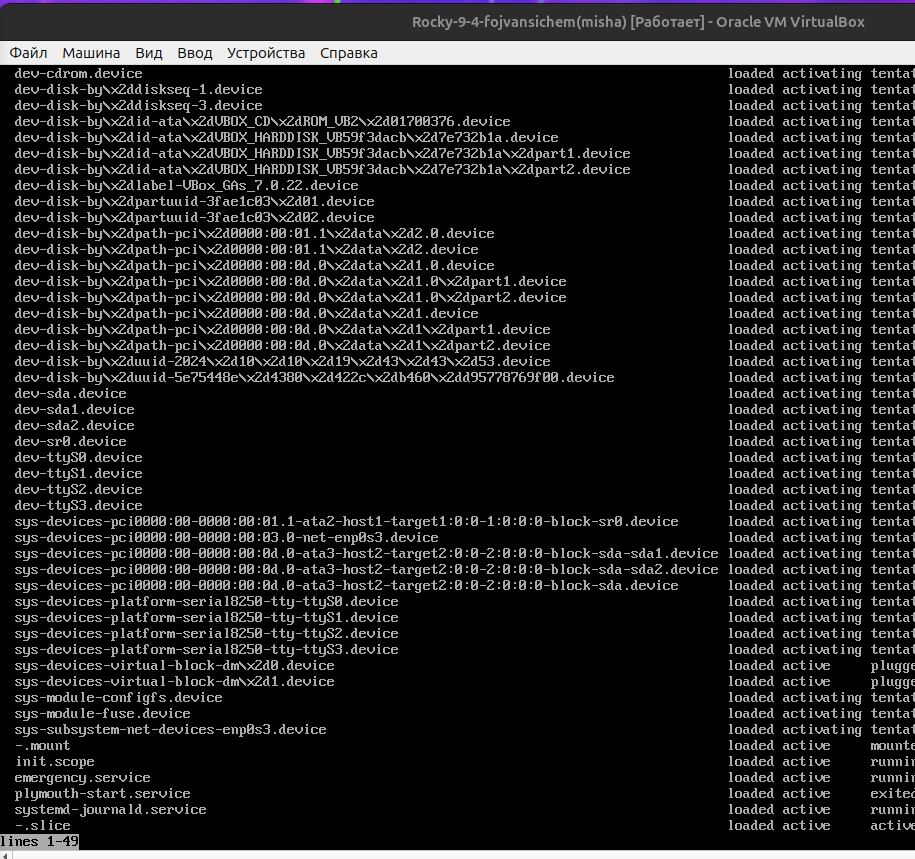 Rocky-9-4-fojvansichem(misha) [Работает] - Oracle VM VirtualBox
Файл Машина Вид Ввод Устройства Справка
dev-cdrom.device loaded activating tentat
dev-disk-by\x2ddiskseq-1.device loaded activating tentat
dev-disk-by\x2ddiskseq-3.device loaded activating tentat
dev-disk-by\x2did-ata\x2dVBOX_CD\x2dROM_VB2\x2d01700376.device loaded activating tentat
dev-disk-by\x2did-ata\x2dVBOX_HARDDISK_VB59f3dacb\x2d7e732b1a.device loaded activating tentat
dev-disk-by\x2did-ata\x2dVBOX_HARDDISK_VB59f3dacb\x2d7e732b1a\x2dpart1.device loaded activating tentat
dev-disk-by\x2did-ata\x2dVBOX_HARDDISK_VB59f3dacb\x2d7e732b1a\x2dpart2.device loaded activating tentat
dev-disk-by\x2dlabel-VBox_GAs_7.0.22.device loaded activating tentat
dev-disk-by\x2dpartuuid-3fae1c03\x2d01.device loaded activating tentat
dev-disk-by\x2dpartuuid-3fae1c03\x2d02.device loaded activating tentat
dev-disk-by\x2dpath-pci\x2d0000:00:01.1\x2data\x2d2.0.device loaded activating tentat
dev-disk-by\x2dpath-pci\x2d0000:00:01.1\x2data\x2d2.device loaded activating tentat
dev-disk-by\x2dpath-pci\x2d0000:00:0d.0\x2data\x2d1.0.device loaded activating tentat
dev-disk-by\x2dpath-pci\x2d0000:00:0d.0\x2data\x2d1.0\x2dpart1.device loaded activating tentat
dev-disk-by\x2dpath-pci\x2d0000:00:0d.0\x2data\x2d1.0\x2dpart2.device loaded activating tentat
dev-disk-by\x2dpath-pci\x2d0000:00:0d.0\x2data\x2d1.device loaded activating tentat
dev-disk-by\x2dpath-pci\x2d0000:00:0d.0\x2data\x2d1\x2dpart1.device loaded activating tentat
dev-disk-by\x2dpath-pci\x2d0000:00:0d.0\x2data\x2d1\x2dpart2.device loaded activating tentat
dev-disk-by\x2duuid-2024\x2d10\x2d10\x2d19\x2d43\x2d43\x2d53.device loaded activating tentat
dev-disk-by\x2duuid-5e75448e\x2d4380\x2d422c\x2db460\x2dd95778769f00.device loaded activating tentat
dev-sda.device loaded activating tentat
dev-sda1.device loaded activating tentat
dev-sda2.device loaded activating tentat
dev-sr0.device loaded activating tentat
dev-ttyS0.device loaded activating tentat
dev-ttyS1.device loaded activating tentat
dev-ttyS2.device loaded activating tentat
dev-ttyS3.device loaded activating tentat
sys-devices-pci0000:00-0000:00:01.1-ata2-host1-target1:0:0-1:0:0:0-block-sr0.device loaded activating tentat
sys-devices-pci0000:00-0000:00:03.0-net-enp0s3.device loaded activating tentat
sys-devices-pci0000:00-0000:00:0d.0-ata3-host2-target2:0:0-2:0:0:0-block-sda-sda1.device loaded activating tentat
sys-devices-pci0000:00-0000:00:0d.0-ata3-host2-target2:0:0-2:0:0:0-block-sda-sda2.device loaded activating tentat
sys-devices-pci0000:00-0000:00:0d.0-ata3-host2-target2:0:0-2:0:0:0-block-sda.device loaded activating tentat
sys-devices-platform-serial8250-tty-ttyS0.device loaded activating tentat
sys-devices-platform-serial8250-tty-ttyS1.device loaded activating tentat
sys-devices-platform-serial8250-tty-ttyS2.device loaded activating tentat
sys-devices-platform-serial8250-tty-ttyS3.device loaded activating tentat
sys-devices-virtual-block-dm\x2d0.device loaded active plugge
sys-devices-virtual-block-dm\x2d1.device loaded active plugge
sys-module-configfs.device loaded activating tentat
sys-module-fuse.device loaded activating tentat
sys-subsystem-net-devices-enp0s3.device loaded activating tentat
-.mount loaded active mounte
init.scope loaded active runnin
emergency.service loaded active runnin
plymouth-start.service loaded active exited
systemd-journald.service loaded active runnin
-.slice loaded active active
lines 1-49